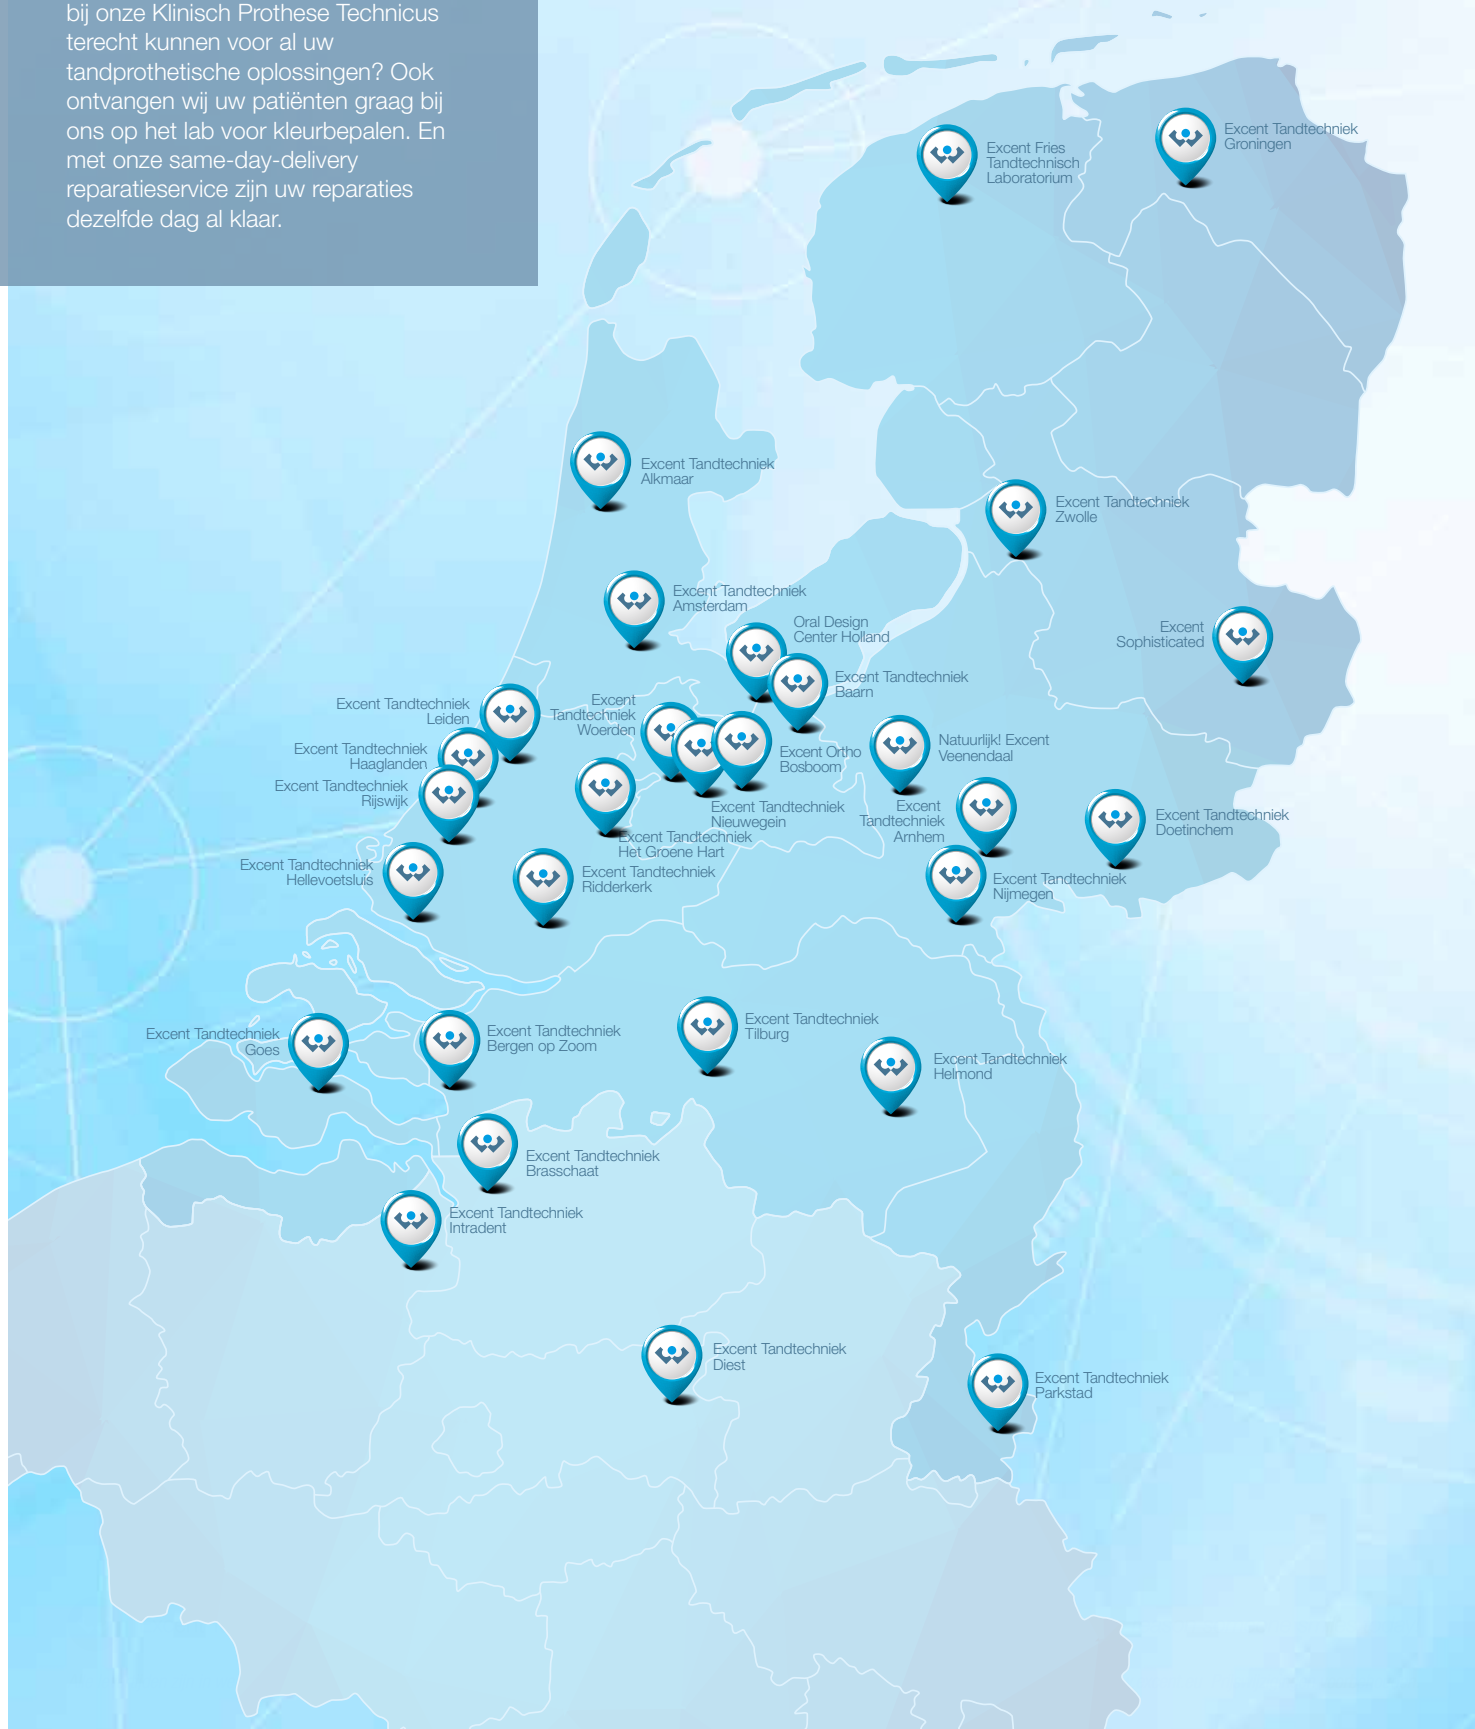 bij onze Klinisch Prothese Technicus
terecht kunnen voor al uw
tandprothetische oplossingen? Ook
ontvangen wij uw patiënten graag bij
ons op het lab voor kleurbepalen. En
met onze same-day-delivery
reparatieservice zijn uw reparaties
dezelfde dag al klaar.
Excent Fries
Tandtechnisch
Laboratorium
Excent Tandtechniek
Groningen
Excent Tandtechniek
Alkmaar
Excent Tandtechniek
Zwolle
Excent Tandtechniek
Amsterdam
Oral Design
Center Holland
Excent
Sophisticated
Excent Tandtechniek
Baarn
Excent Tandtechniek
Leiden
Excent
Tandtechniek
Woerden
Excent Tandtechniek
Haaglanden
Excent Ortho
Bosboom
Natuurlijk! Excent
Veenendaal
Excent Tandtechniek
Rijswijk
Excent Tandtechniek
Nieuwegein
Excent
Tandtechniek
Arnhem
Excent Tandtechniek
Doetinchem
Excent Tandtechniek
Het Groene Hart
Excent Tandtechniek
Hellevoetsluis
Excent Tandtechniek
Ridderkerk
Excent Tandtechniek
Nijmegen
Excent Tandtechniek
Goes
Excent Tandtechniek
Bergen op Zoom
Excent Tandtechniek
Tilburg
Excent Tandtechniek
Helmond
Excent Tandtechniek
Brasschaat
Excent Tandtechniek
Intradent
Excent Tandtechniek
Diest
Excent Tandtechniek
Parkstad